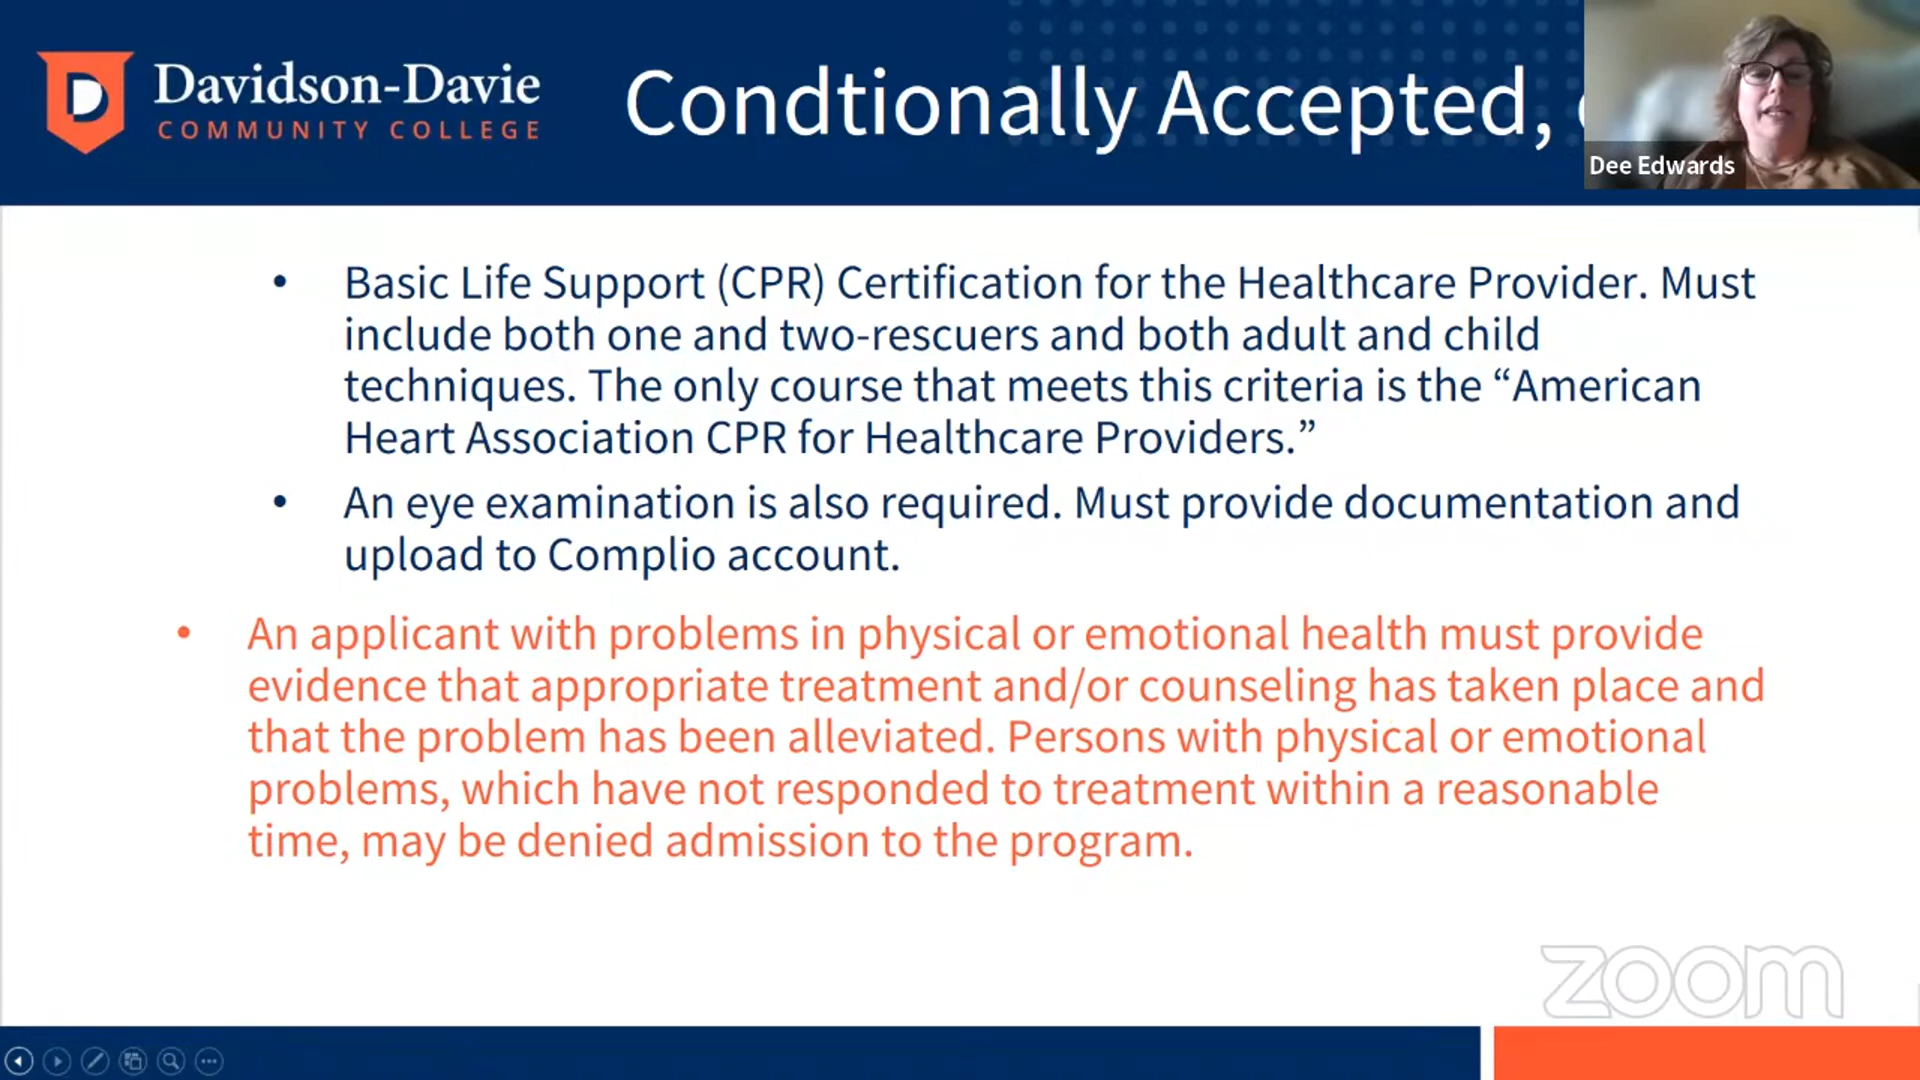 Davidson-Davie
COMMUNITY COLLEGE
Condtionally Accepted,
Dee Edwards
• Basic Life Support (CPR) Certification for the Healthcare Provider. Must
include both one and two-rescuers and both adult and child
techniques. The only course that meets this criteria is the “American
Heart Association CPR for Healthcare Providers.”
• An eye examination is also required. Must provide documentation and
upload to Complio account.
• An applicant with problems in physical or emotional health must provide
evidence that appropriate treatment and/or counseling has taken place and
that the problem has been alleviated. Persons with physical or emotional
problems, which have not responded to treatment within a reasonable
time, may be denied admission to the program.
zoom